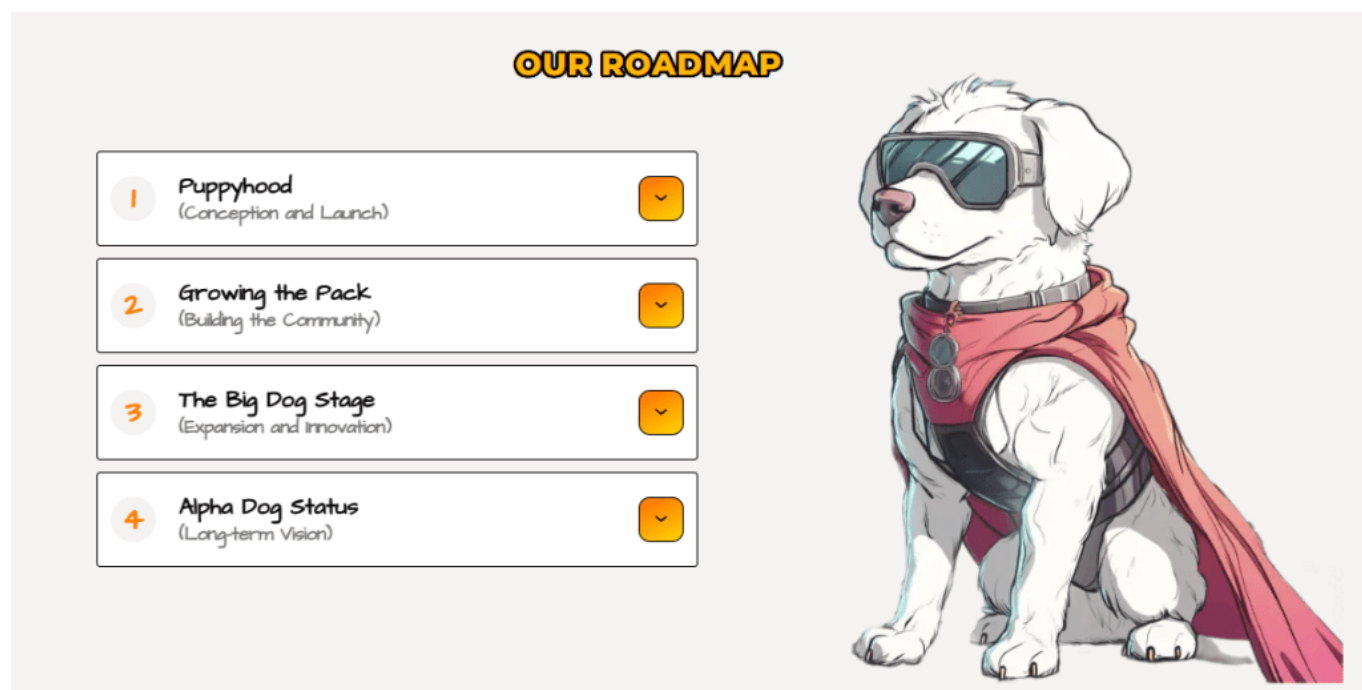 OUR ROADMAP
1
Puppyhood
(Conception and Launch)
2
Growing the Pack
(Building the Community)
3
The Big Dog Stage
(Expansion and Innovation)
4
Alpha Dog Status
(Long-term Vision)